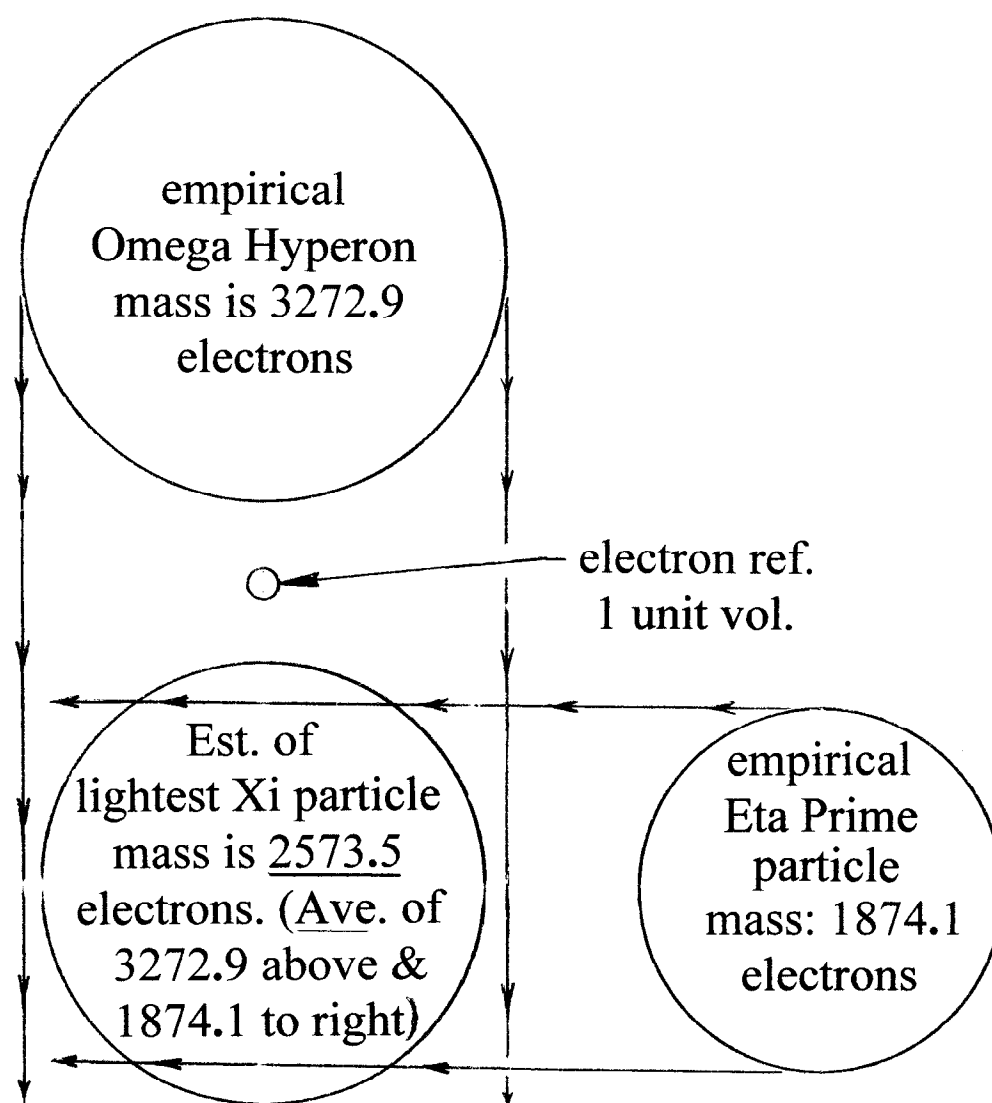 empirical
Omega Hyperon
mass is 3272.9
electrons
electron ref.
1 unit vol.
Est. of
lightest Xi particle
mass is 2573.5
electrons. (Ave. of
3272.9 above &
1874.1 to right)
empirical
Eta Prime
particle
mass: 1874.1
electrons